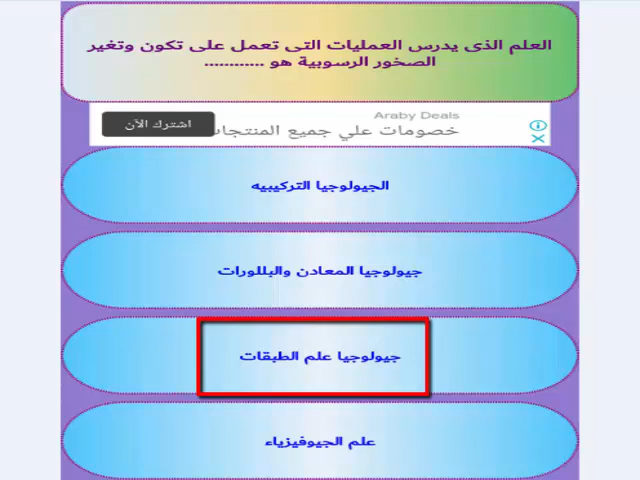 العلم الذى يدرس العمليات التى تعمل على تكون وتغير
الصخور الرسوبية هو ............
Araby Deals
خصومات علي جميع المنتجات
اشترك الآن
الجيولوجيا التركيبيه
جيولوجيا المعادن والبللورات
جيولوجيا علم الطبقات
علم الجيوفيزياء